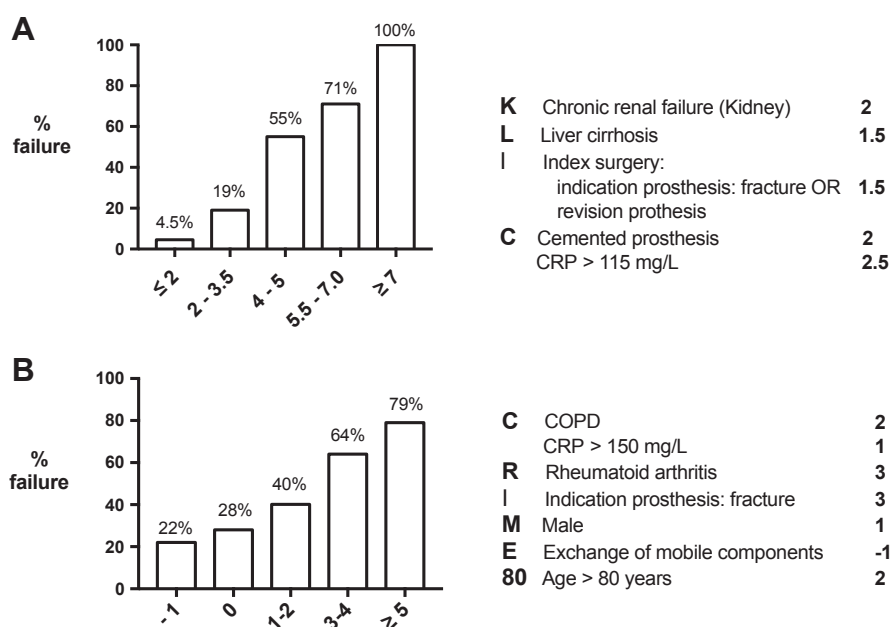 A
100
80
60
40
20
0
% failure
4.5%
19%
55%
71%
100%
≤ 2
2 - 3.5
4 - 5
5.5 - 7.0
≥ 7
K Chronic renal failure (Kidney) 2
L Liver cirrhosis 1.5
I Index surgery:
indication prosthesis: fracture OR 1.5
revision prothesis
C Cemented prosthesis 2
CRP > 115 mg/L 2.5
B
100
80
60
40
20
0
% failure
22%
28%
40%
64%
79%
- 1
0
1-2
3-4
≥ 5
C COPD 2
CRP > 150 mg/L 1
R Rheumatoid arthritis 3
I Indication prosthesis: fracture 3
M Male 1
E Exchange of mobile components -1
80 Age > 80 years 2